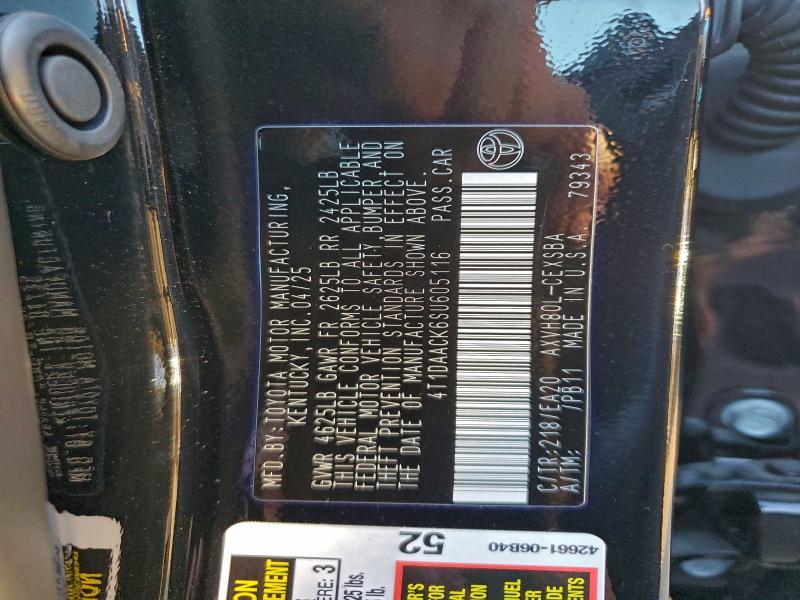 MFD.BY:TOYOTA MOTOR MANUFACTURING,
KENTUCKY, INC. 04/25
GVWR 4625LB GAWR FR 2625LB RR 2425LB
THIS VEHICLE CONFORMS TO ALL APPLICABLE
FEDERAL MOTOR VEHICLE SAFETY, BUMPER, AND
THEFT PREVENTION STANDARDS IN EFFECT ON
THE DATE OF MANUFACTURE SHOWN ABOVE.
4T1DAACK6SU605116 PASS.CAR
C/TR:218/EA20 AXVH80L-CEXSBA
A/TM: 7PB11 MADE IN U.S.A. 79343
52
42661-06B40
3